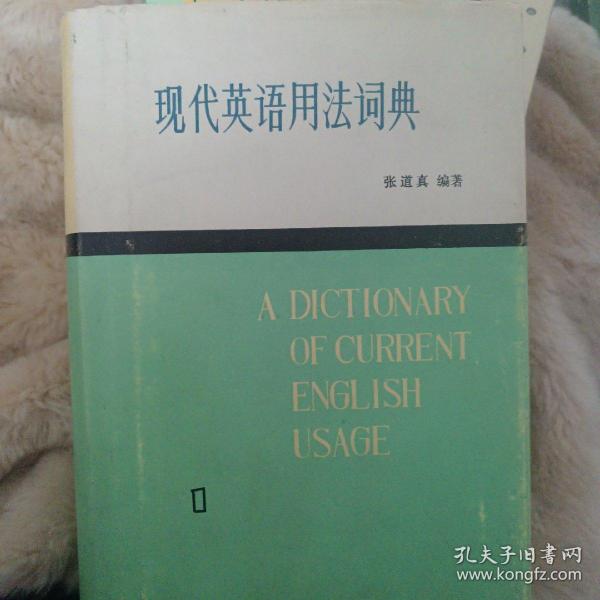 现代英语用法词典
张道真 编著
A DICTIONARY
OF CURRENT
ENGLISH
USAGE
孔夫子旧书网
www.kongfz.com